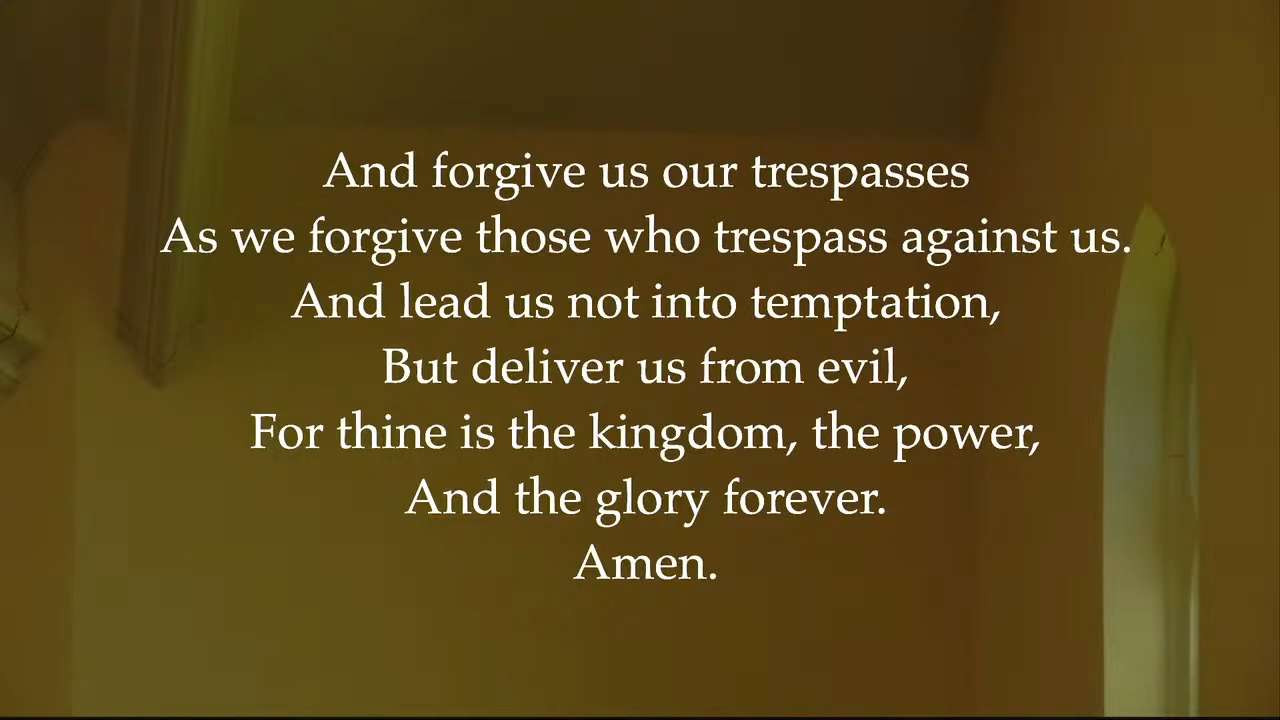 And forgive us our trespasses
As we forgive those who trespass against us.
And lead us not into temptation,
But deliver us from evil,
For thine is the kingdom, the power,
And the glory forever.
Amen.